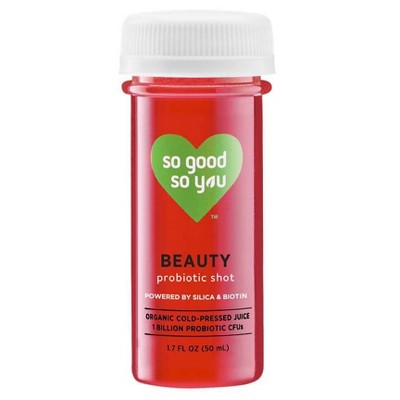 so good
so you
™
BEAUTY
probiotic shot
POWERED BY SILICA & BIOTIN
ORGANIC COLD-PRESSED JUICE
1 BILLION PROBIOTIC CFUs
1.7 FL OZ (50 mL)